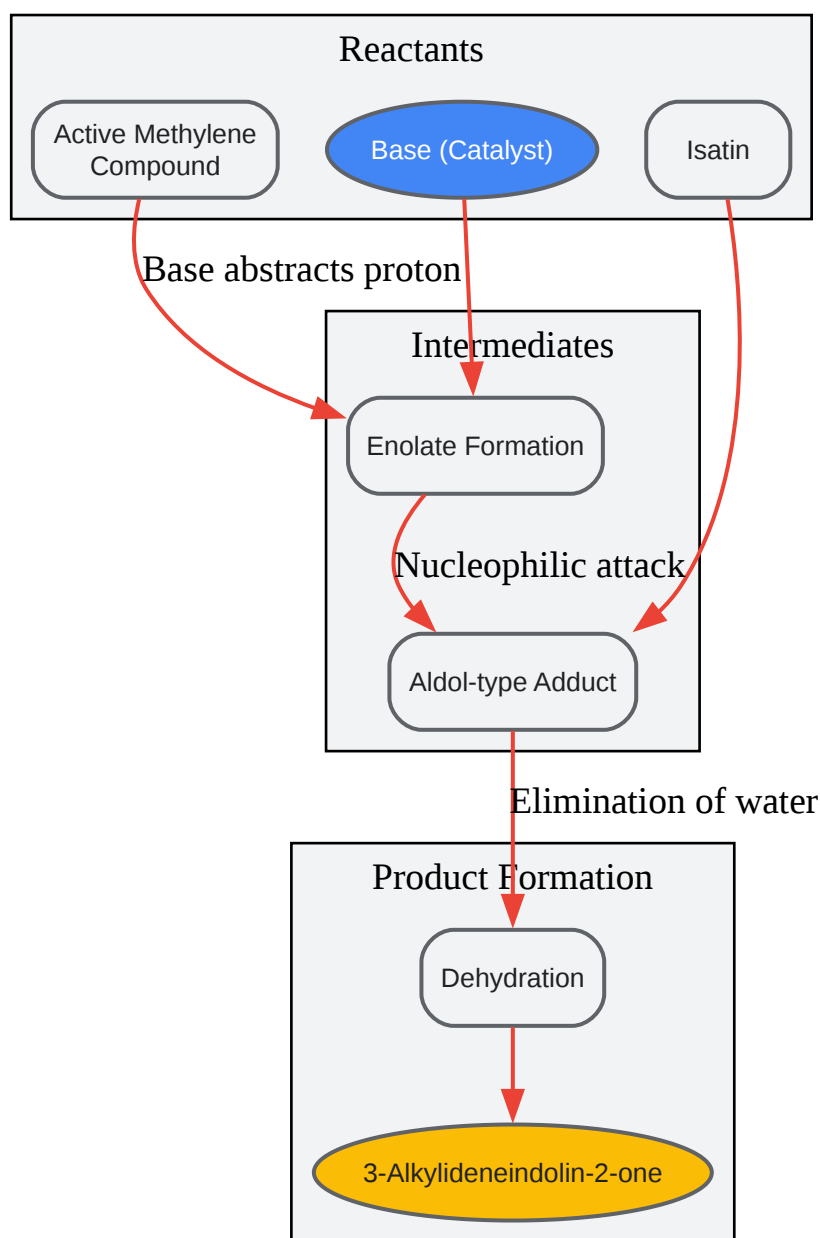 Reactants
Active Methylene
Compound
Base (Catalyst)
Isatin
Base abstracts proton
Intermediates
Enolate Formation
Nucleophilic attack
Aldol-type Adduct
Elimination of water
Product Formation
Dehydration
3-Alkylideneindolin-2-one